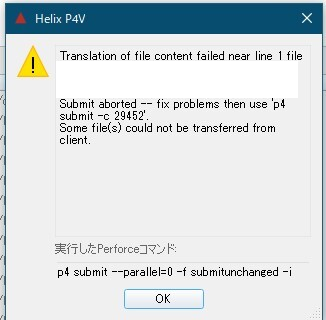 Helix P4V
Translation of file content failed near line 1 file
Submit aborted -- fix problems then use 'p4
submit -c 29452'.
Some file(s) could not be transferred from
client.
実行したPerforceコマンド:
p4 submit --parallel=0 -f submitunchanged -i
OK